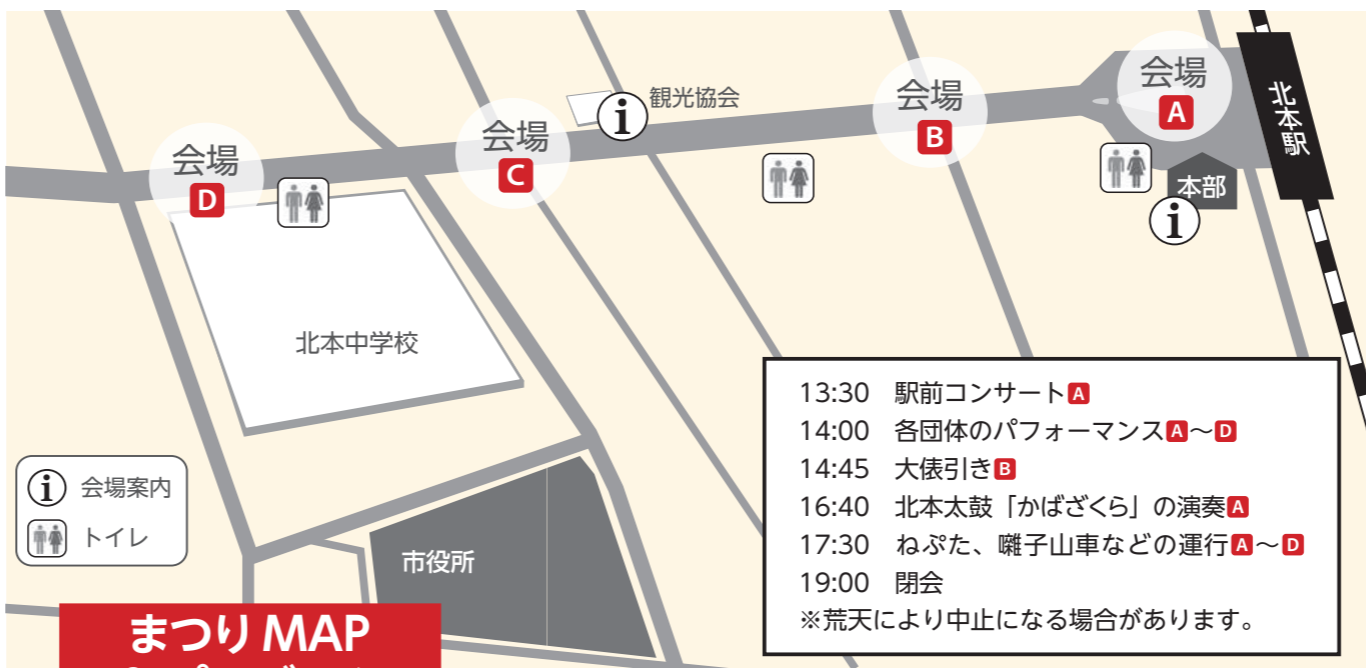 会場
A
北本駅
観光協会
i
会場
B
会場
C
会場
D
本部
i
北本中学校
市役所
i 会場案内
トイレ
13:30 駅前コンサートA
14:00 各団体のパフォーマンスA～D
14:45 大俵引きB
16:40 北本太鼓「かばざくら」の演奏A
17:30 ねぷた、囃子山車などの運行A～D
19:00 閉会
※荒天により中止になる場合があります。
まつり MAP